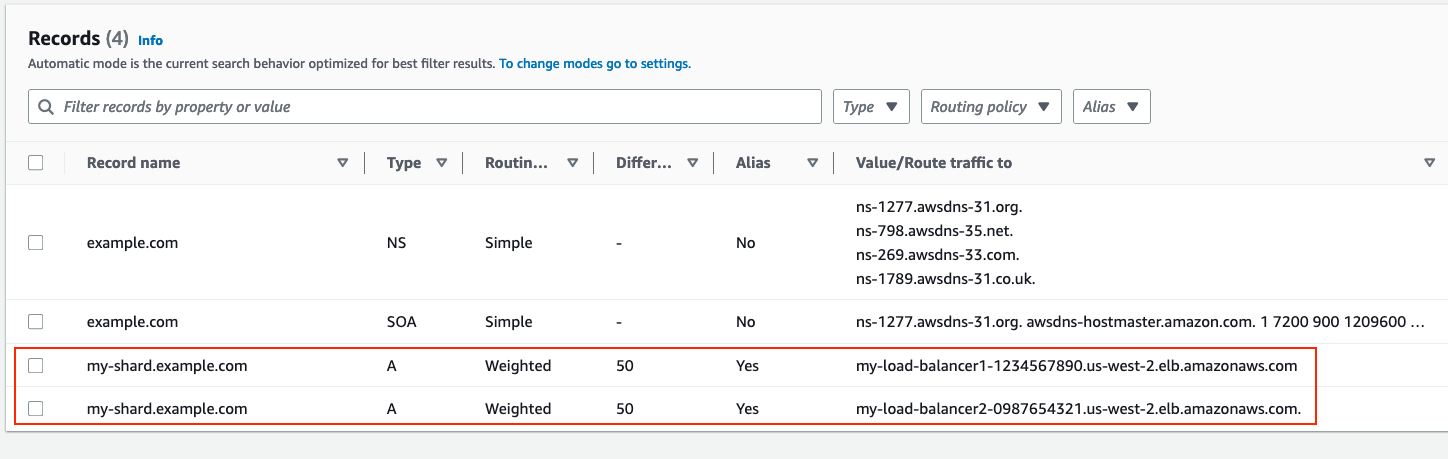 Records (4) Info
Automatic mode is the current search behavior optimized for best filter results. To change modes go to settings.
Filter records by property or value Type Routing policy Alias
Record name Type Routin... Differ... Alias Value/Route traffic to
ns-1277.awsdns-31.org.
ns-798.awsdns-35.net.
example.com NS Simple - No
ns-269.awsdns-33.com.
ns-1789.awsdns-31.co.uk.
example.com SOA Simple - No ns-1277.awsdns-31.org. awsdns-hostmaster.amazon.com. 1 7200 900 1209600 ...
my-shard.example.com A Weighted 50 Yes my-load-balancer1-1234567890.us-west-2.elb.amazonaws.com
my-shard.example.com A Weighted 50 Yes my-load-balancer2-0987654321.us-west-2.elb.amazonaws.com.